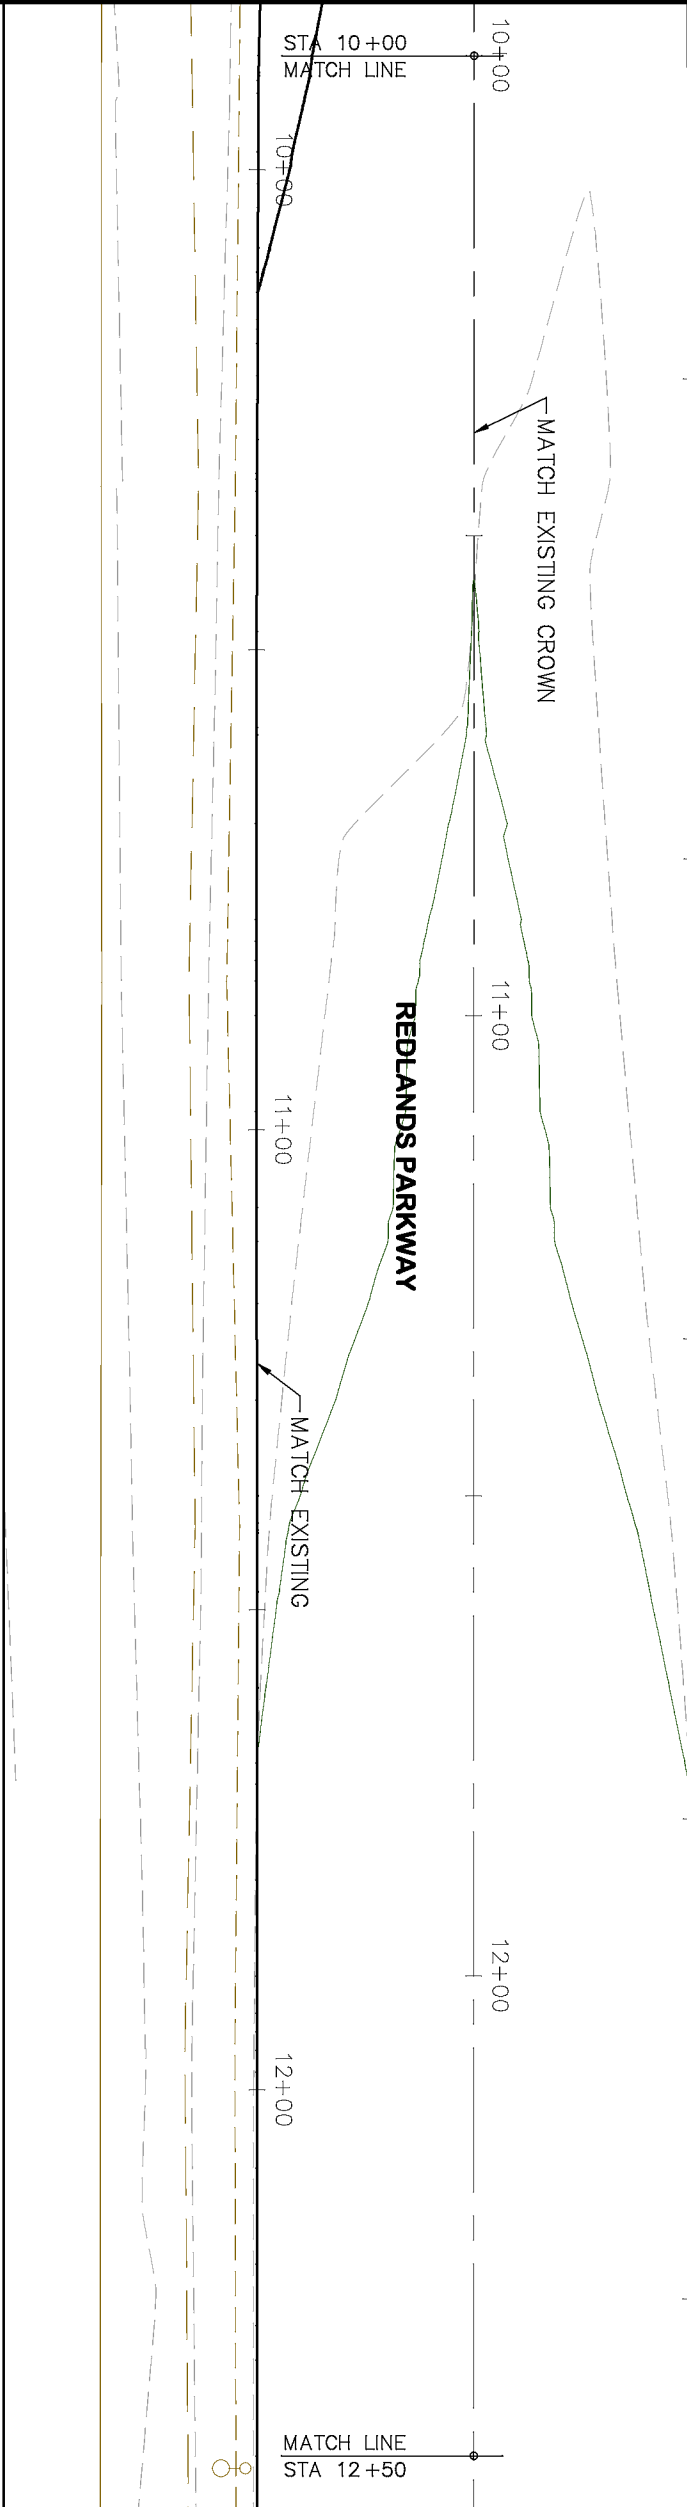 STA 10+00
MATCH LINE
10+00
10+00
MATCH EXISTING CROWN
11+00
REDLANDS PARKWAY
11+00
MATCH EXISTING
12+00
12+00
MATCH LINE
STA 12+50